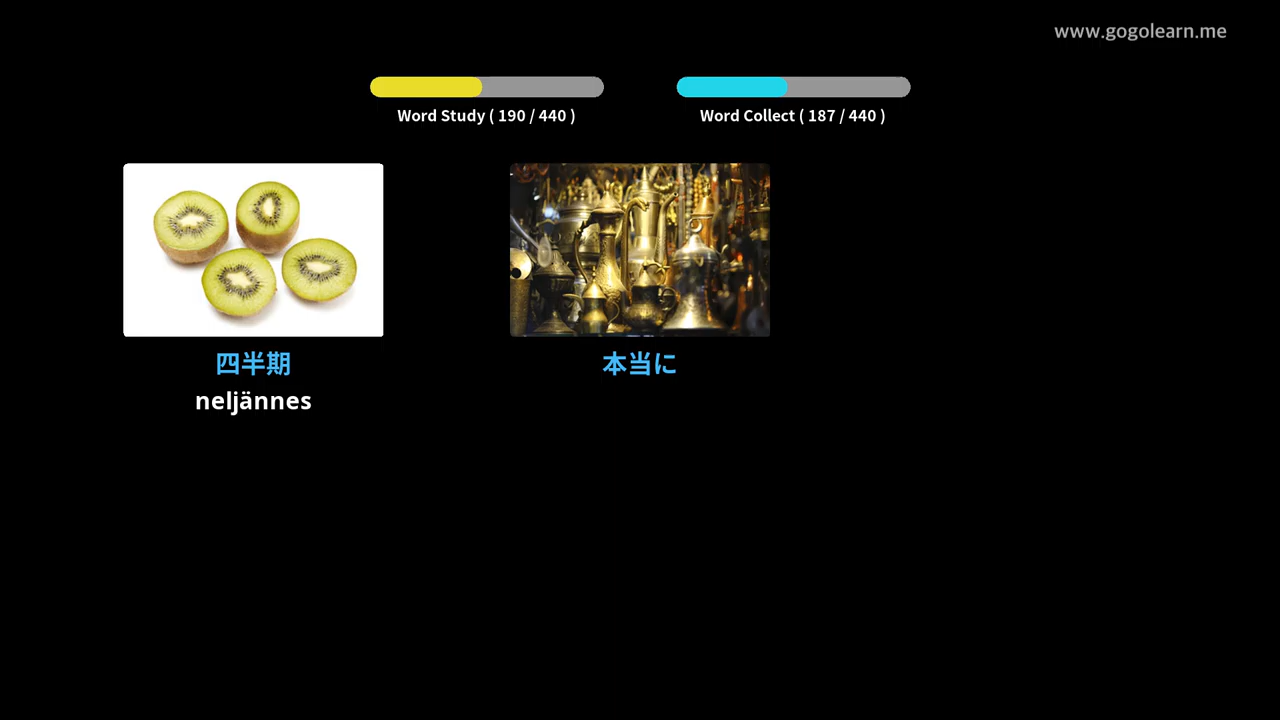 www.gogolearn.me
Word Study ( 190 / 440 )
Word Collect ( 187 / 440 )
四半期
neljännes
本当に